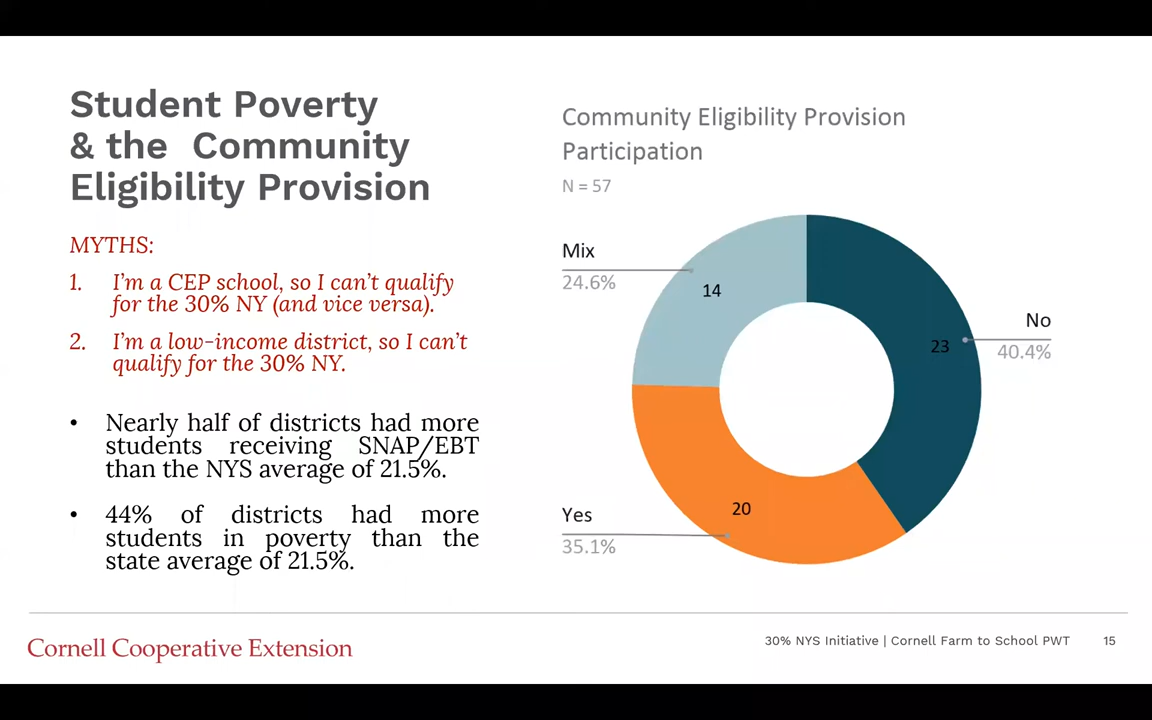 Student Poverty
& the Community
Eligibility Provision
MYTHS:
1. I'm a CEP school, so I can't qualify
for the 30% NY (and vice versa).
2. I'm a low-income district, so I can't
qualify for the 30% NY.
• Nearly half of districts had more
students receiving SNAP/EBT
than the NYS average of 21.5%.
• 44% of districts had more
students in poverty than the
state average of 21.5%.
Community Eligibility Provision
Participation
N = 57
Mix
24.6%
14
No
40.4%
23
Yes
35.1%
20
Cornell Cooperative Extension
30% NYS Initiative | Cornell Farm to School PWT 15